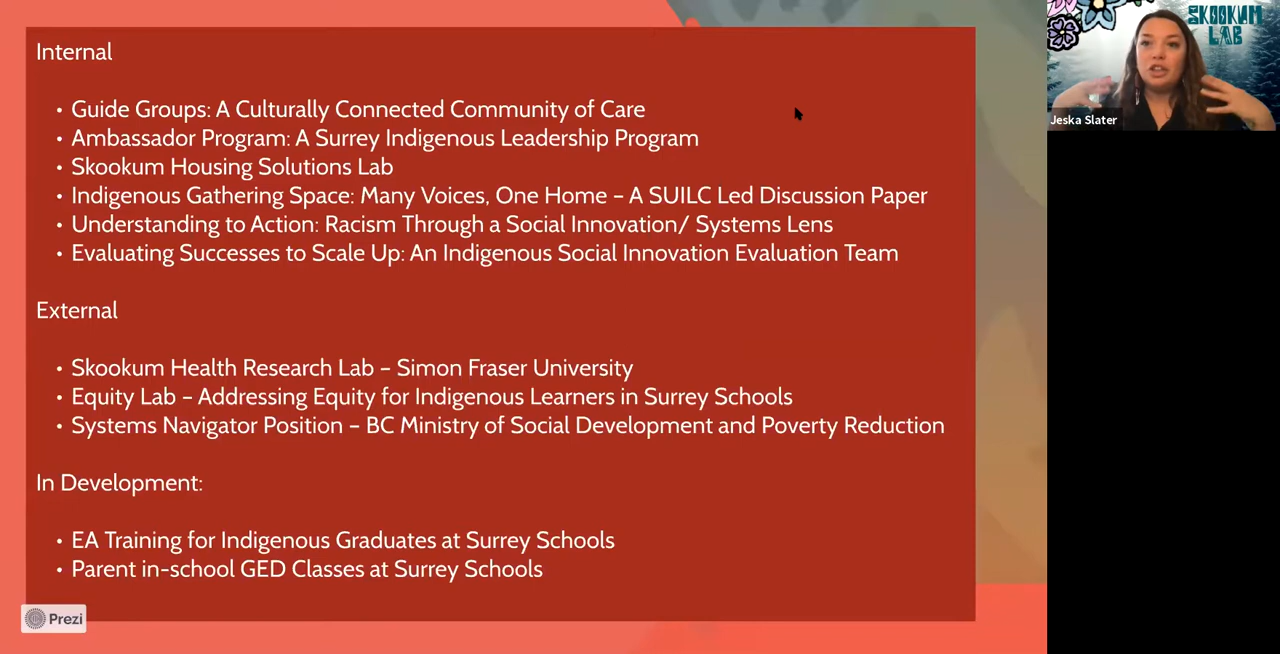 Internal
• Guide Groups: A Culturally Connected Community of Care
• Ambassador Program: A Surrey Indigenous Leadership Program
• Skookum Housing Solutions Lab
• Indigenous Gathering Space: Many Voices, One Home – A SUILC Led Discussion Paper
• Understanding to Action: Racism Through a Social Innovation/ Systems Lens
• Evaluating Successes to Scale Up: An Indigenous Social Innovation Evaluation Team
External
• Skookum Health Research Lab – Simon Fraser University
• Equity Lab – Addressing Equity for Indigenous Learners in Surrey Schools
• Systems Navigator Position – BC Ministry of Social Development and Poverty Reduction
In Development:
• EA Training for Indigenous Graduates at Surrey Schools
• Parent in-school GED Classes at Surrey Schools
Prezi
SKOOKUM
LAB
Jeska Slater